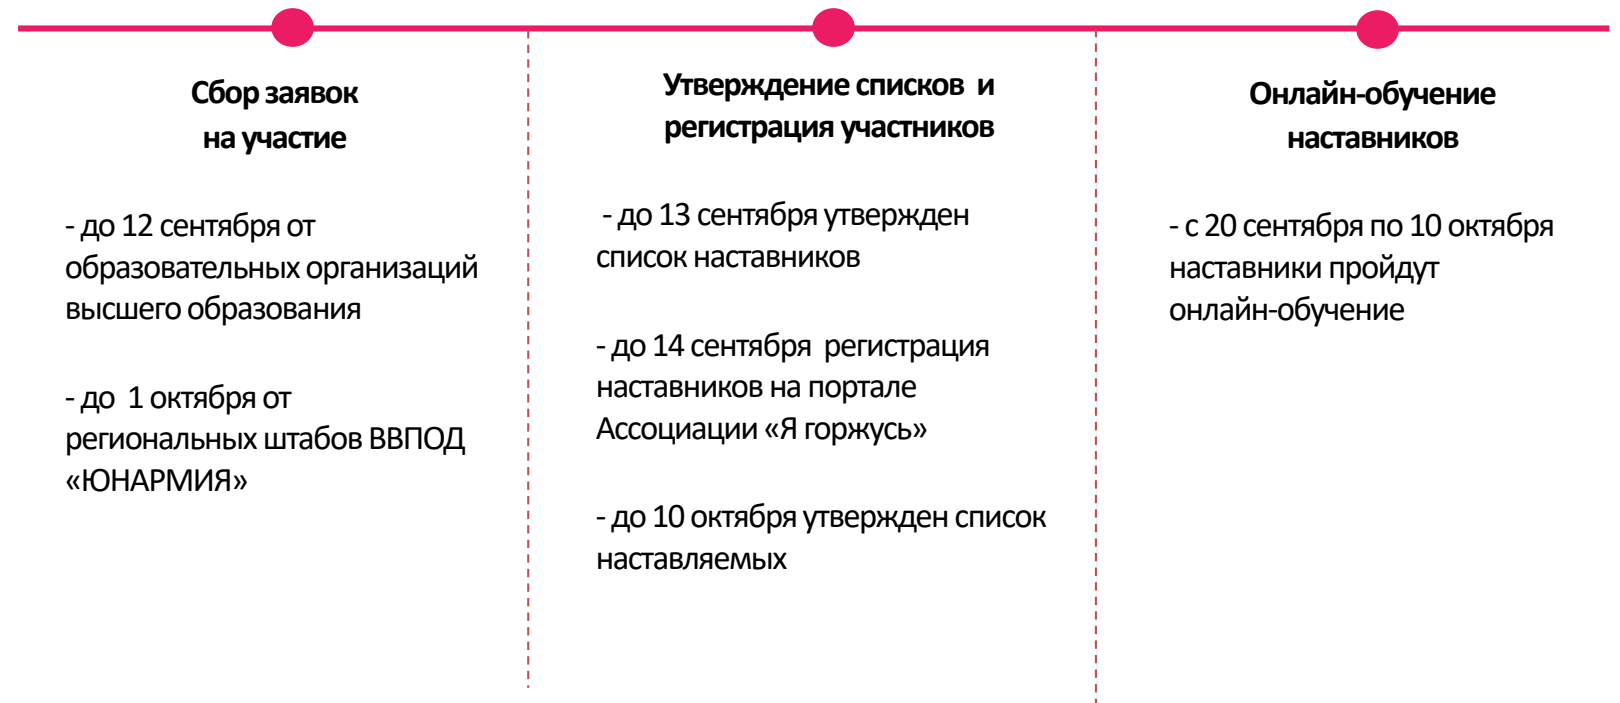 Сбор заявок
на участие
- до 12 сентября от
образовательных организаций
высшего образования
- до 1 октября от
региональных штабов ВВПОД
«ЮНАРМИЯ»
Утверждение списков и
регистрация участников
- до 13 сентября утвержден
список наставников
- до 14 сентября регистрация
наставников на портале
Ассоциации «Я горжусь»
- до 10 октября утвержден список
наставляемых
Онлайн-обучение
наставников
- с 20 сентября по 10 октября
наставники пройдут
онлайн-обучение